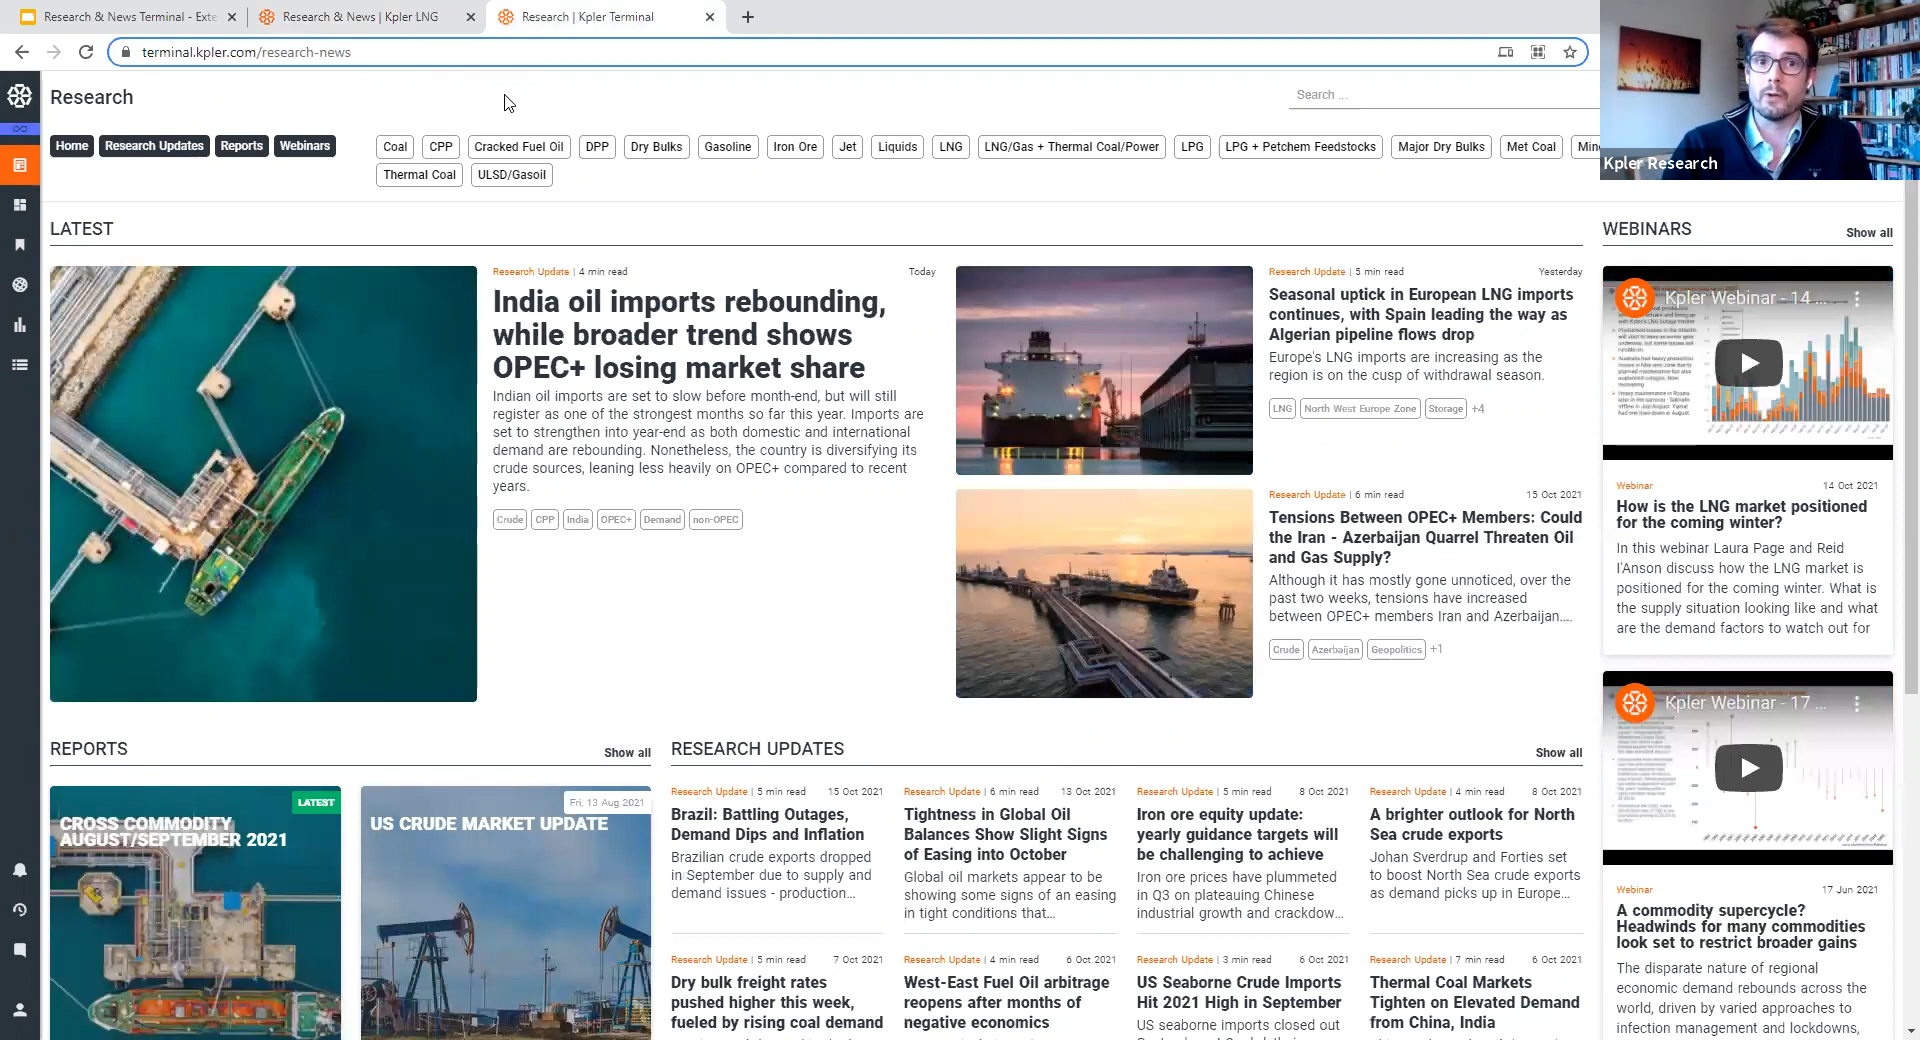 Research & News Terminal - Exte
Research & News | Kpler LNG
Research | Kpler Terminal
terminal.kpler.com/research-news
Research
Search ...
Kpler Research
Home
Research Updates
Reports
Webinars
Coal
CPP
Cracked Fuel Oil
DPP
Dry Bulks
Gasoline
Iron Ore
Jet
Liquids
LNG
LNG/Gas + Thermal Coal/Power
LPG
LPG + Petchem Feedstocks
Major Dry Bulks
Met Coal
Thermal Coal
ULSD/Gasoil
LATEST
Research Update | 4 min read
Today
India oil imports rebounding,
while broader trend shows
OPEC+ losing market share
Indian oil imports are set to slow before month-end, but will still
register as one of the strongest months so far this year. Imports are
set to strengthen into year-end as both domestic and international
demand are rebounding. Nonetheless, the country is diversifying its
crude sources, leaning less heavily on OPEC+ compared to recent
years.
Crude
CPP
India
OPEC+
Demand
non-OPEC
Research Update | 5 min read
Yesterday
Seasonal uptick in European LNG imports
continues, with Spain leading the way as
Algerian pipeline flows drop
Europe's LNG imports are increasing as the
region is on the cusp of withdrawal season.
LNG
North West Europe Zone
Storage
+4
Research Update | 6 min read
15 Oct 2021
Tensions Between OPEC+ Members: Could
the Iran - Azerbaijan Quarrel Threaten Oil
and Gas Supply?
Although it has mostly gone unnoticed, over the
past two weeks, tensions have increased
between OPEC+ members Iran and Azerbaijan....
Crude
Azerbaijan
Geopolitics
+1
WEBINARS
Show all
Kpler Webinar - 14 ...
Webinar
14 Oct 2021
How is the LNG market positioned
for the coming winter?
In this webinar Laura Page and Reid
I'Anson discuss how the LNG market is
positioned for the coming winter. What is
the supply situation looking like and what
are the demand factors to watch out for
Kpler Webinar - 17 ...
Webinar
17 Jun 2021
A commodity supercycle?
Headwinds for many commodities
look set to restrict broader gains
The disparate nature of regional
economic demand rebounds across the
world, driven by varied approaches to
infection management and lockdowns,
REPORTS
Show all
LATEST
CROSS COMMODITY
AUGUST/SEPTEMBER 2021
Fri, 13 Aug 2021
US CRUDE MARKET UPDATE
RESEARCH UPDATES
Show all
Research Update | 5 min read
15 Oct 2021
Brazil: Battling Outages,
Demand Dips and Inflation
Brazilian crude exports dropped
in September due to supply and
demand issues - production...
Research Update | 6 min read
13 Oct 2021
Tightness in Global Oil
Balances Show Slight Signs
of Easing into October
Global oil markets appear to be
showing some signs of an easing
in tight conditions that...
Research Update | 5 min read
8 Oct 2021
Iron ore equity update:
yearly guidance targets will
be challenging to achieve
Iron ore prices have plummeted
in Q3 on plateauing Chinese
industrial growth and crackdow...
Research Update | 4 min read
8 Oct 2021
A brighter outlook for North
Sea crude exports
Johan Sverdrup and Forties set
to boost North Sea crude exports
as demand picks up in Europe...
Research Update | 5 min read
7 Oct 2021
Dry bulk freight rates
pushed higher this week,
fueled by rising coal demand
Research Update | 4 min read
6 Oct 2021
West-East Fuel Oil arbitrage
reopens after months of
negative economics
Research Update | 3 min read
6 Oct 2021
US Seaborne Crude Imports
Hit 2021 High in September
US seaborne imports closed out
Research Update | 7 min read
6 Oct 2021
Thermal Coal Markets
Tighten on Elevated Demand
from China, India